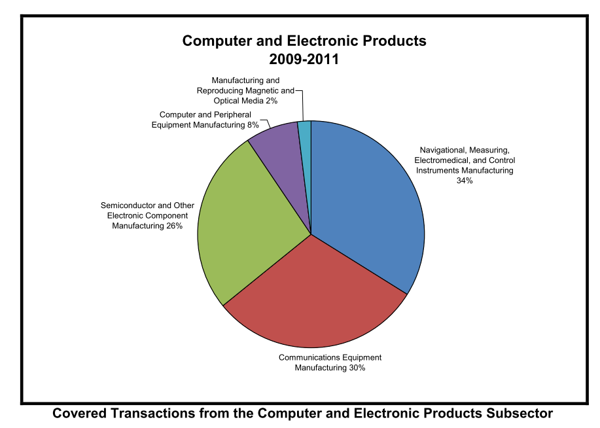 Computer and Electronic Products
2009-2011
Manufacturing and
Reproducing Magnetic and
Optical Media 2%
Computer and Peripheral
Equipment Manufacturing 8%
Navigational, Measuring,
Electromedical, and Control
Instruments Manufacturing
34%
Semiconductor and Other
Electronic Component
Manufacturing 26%
Communications Equipment
Manufacturing 30%
Covered Transactions from the Computer and Electronic Products Subsector